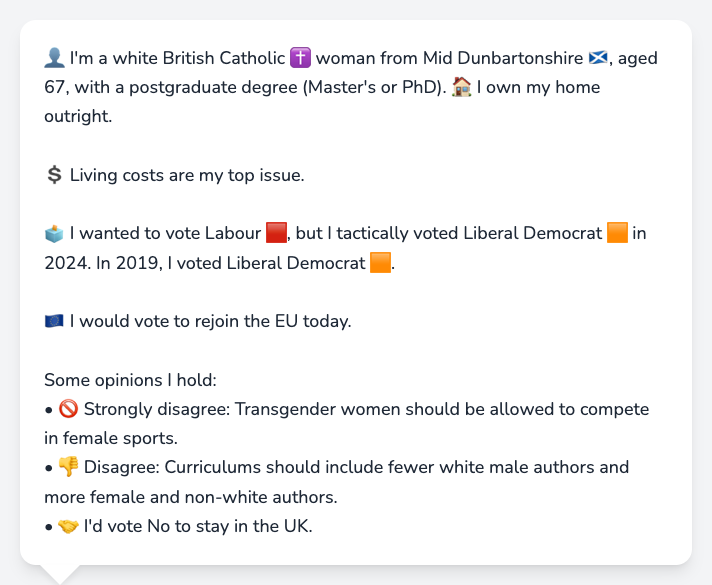 👤 I'm a white British Catholic ✝️ woman from Mid Dunbartonshire 🏴󠁧󠁢󠁳󠁣󠁴󠁿, aged
67, with a postgraduate degree (Master's or PhD). 🏠 I own my home
outright.
💲 Living costs are my top issue.
🗳️ I wanted to vote Labour 🟥, but I tactically voted Liberal Democrat 🟧 in
2024. In 2019, I voted Liberal Democrat 🟧.
🇪🇺 I would vote to rejoin the EU today.
Some opinions I hold:
• 🚫 Strongly disagree: Transgender women should be allowed to compete
in female sports.
• 👎 Disagree: Curriculums should include fewer white male authors and
more female and non-white authors.
• 🤝 I'd vote No to stay in the UK.